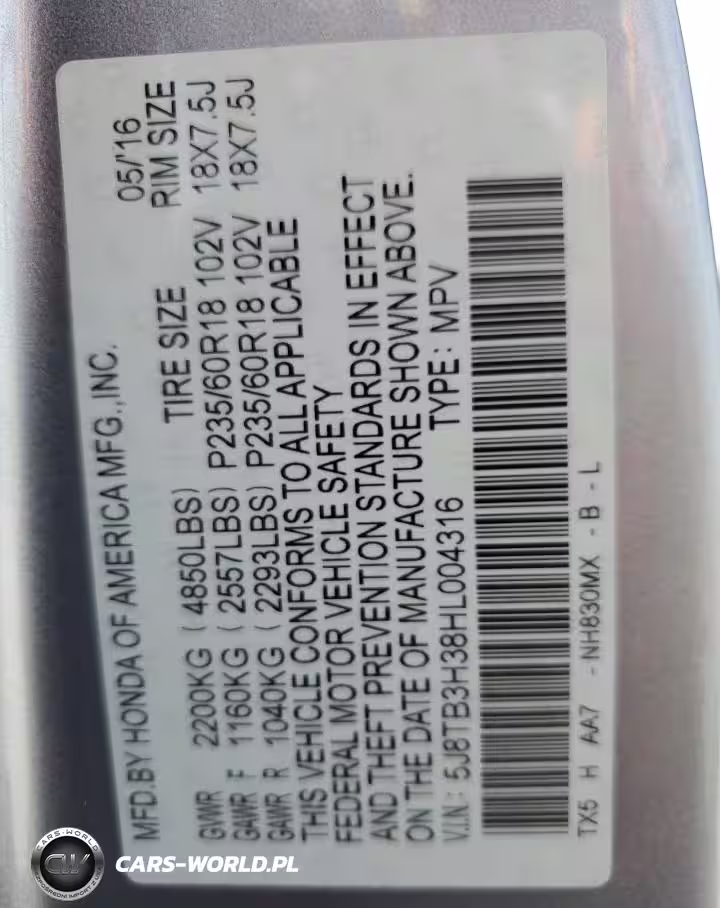 MFD.BY HONDA OF AMERICA MFG.,INC. 05/'16
TIRE SIZE RIM SIZE
GVWR 2200KG (4850LBS)
GAWR F 1160KG (2557LBS) P235/60R18 102V 18X7.5J
GAWR R 1040KG (2293LBS) P235/60R18 102V 18X7.5J
THIS VEHICLE CONFORMS TO ALL APPLICABLE
FEDERAL MOTOR VEHICLE SAFETY
AND THEFT PREVENTION STANDARDS IN EFFECT
ON THE DATE OF MANUFACTURE SHOWN ABOVE.
V.I.N: 5J8TB3H38HL004316 TYPE: MPV
TX5 H AA7 -NH830MX -B-L
CARS-WORLD
CW
CARS-WORLD.PL